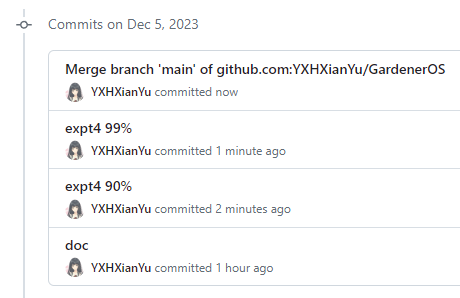 Commits on Dec 5, 2023
Merge branch 'main' of github.com:YXHXianYu/GardenerOS
YXHXianYu committed now
expt4 99%
YXHXianYu committed 1 minute ago
expt4 90%
YXHXianYu committed 2 minutes ago
doc
YXHXianYu committed 1 hour ago